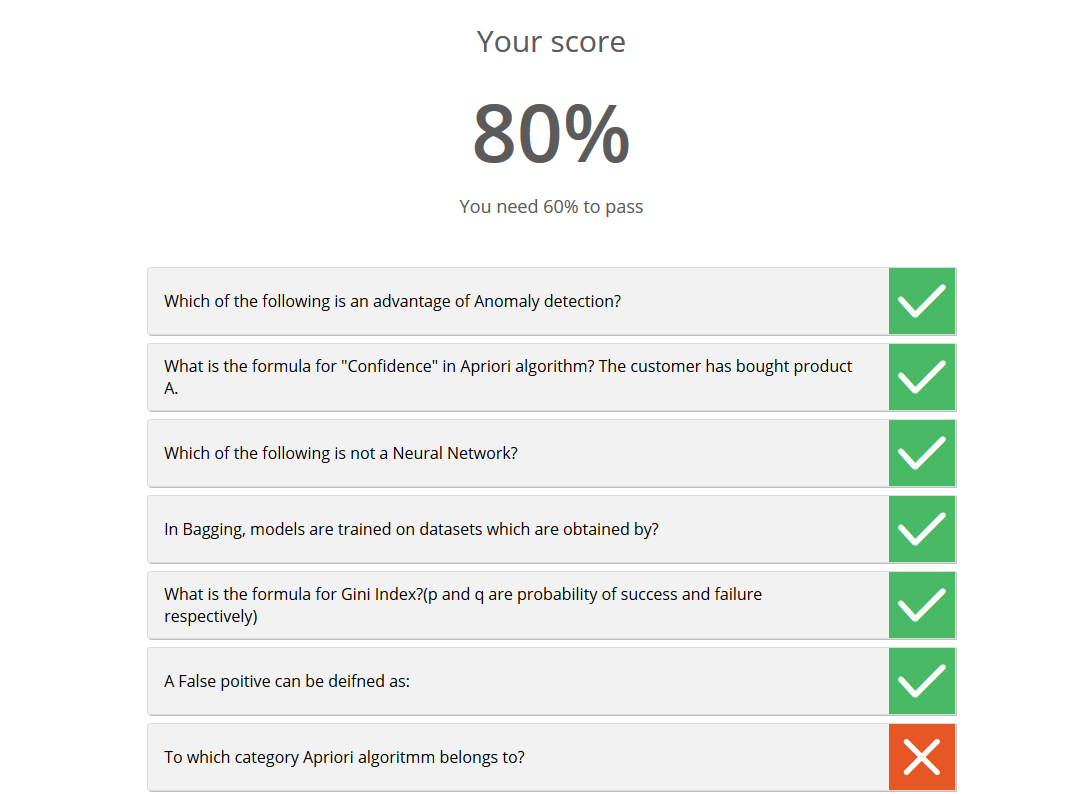 Your score
80%
You need 60% to pass
Which of the following is an advantage of Anomaly detection?
What is the formula for "Confidence" in Apriori algorithm? The customer has bought product
A.
Which of the following is not a Neural Network?
In Bagging, models are trained on datasets which are obtained by?
What is the formula for Gini Index?(p and q are probability of success and failure
respectively)
A False poitive can be deifned as:
To which category Apriori algoritmm belongs to?